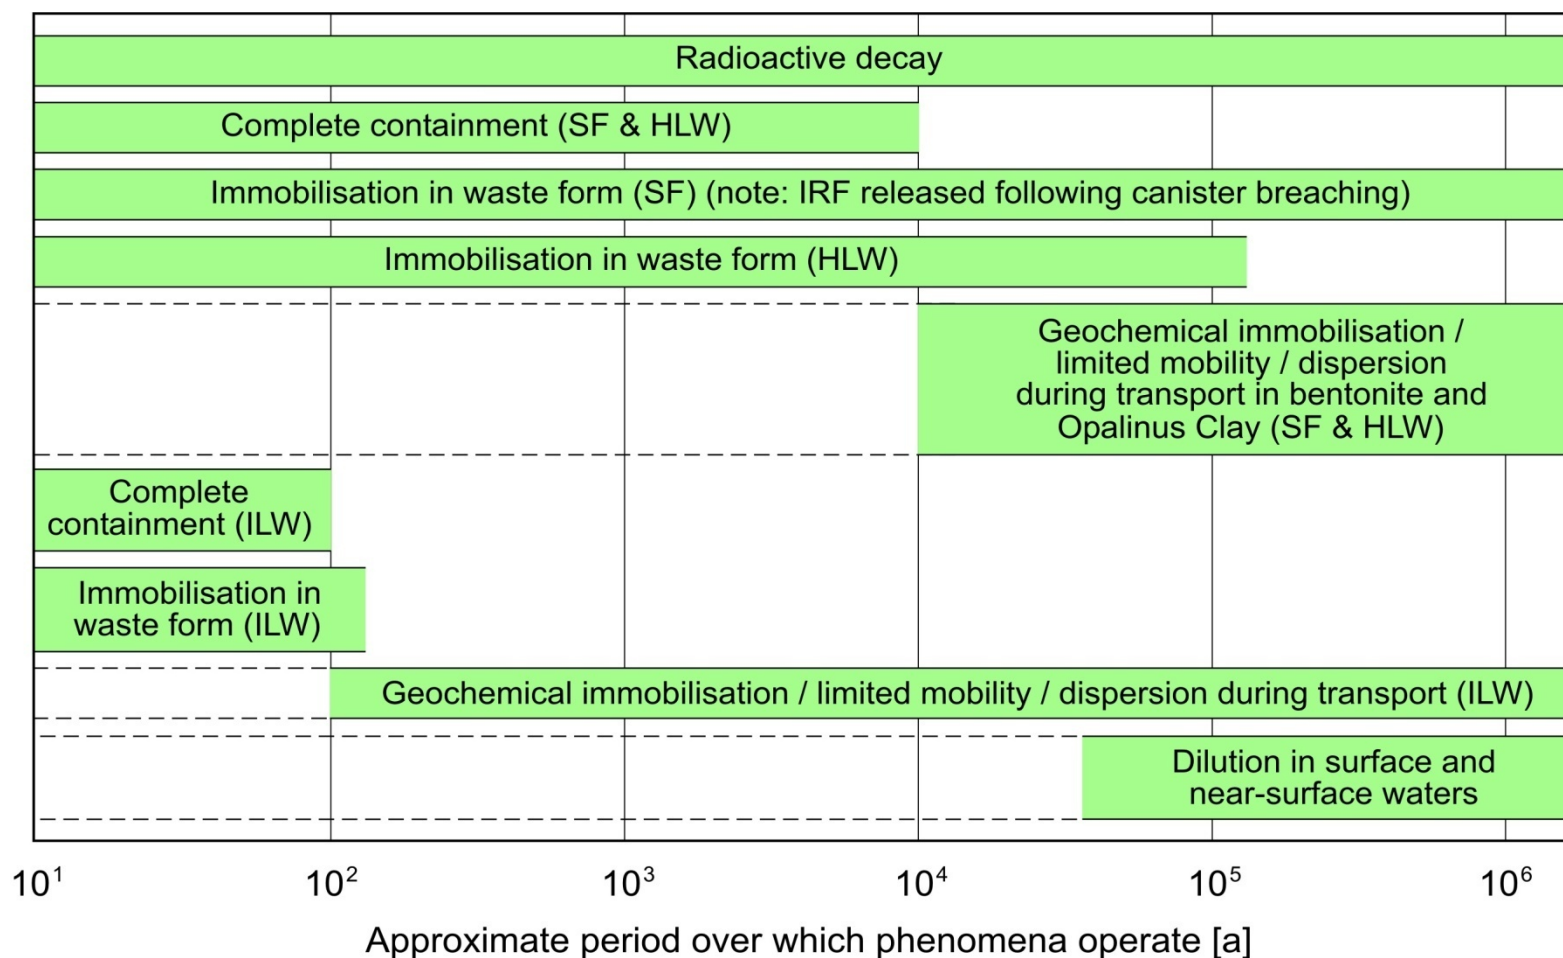 Radioactive decay
Complete containment (SF & HLW)
Immobilisation in waste form (SF) (note: IRF released following canister breaching)
Immobilisation in waste form (HLW)
Geochemical immobilisation /
limited mobility / dispersion
during transport in bentonite and
Opalinus Clay (SF & HLW)
Complete
containment (ILW)
Immobilisation in
waste form (ILW)
Geochemical immobilisation / limited mobility / dispersion during transport (ILW)
Dilution in surface and
near-surface waters
10¹ 10² 10³ 10⁴ 10⁵ 10⁶
Approximate period over which phenomena operate [a]